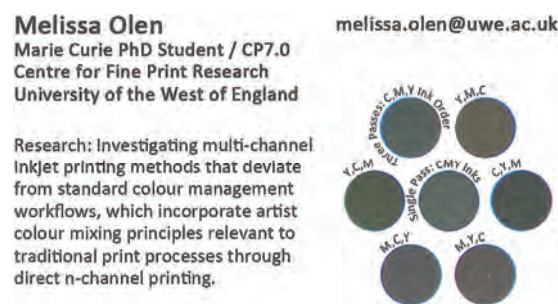 Melissa Olen
Marie Curie PhD Student / CP7.0
Centre for Fine Print Research
University of the West of England
Research: Investigating multi-channel
inkjet printing methods that deviate
from standard colour management
workflows, which incorporate artist
colour mixing principles relevant to
traditional print processes through
direct n-channel printing.
melissa.olen@uwe.ac.uk
Three Passes: C,M,Y Ink Order
Y,M,C
Y,C,M
Single Pass: CMY Inks
C,Y,M
M,C,Y
M,Y,C